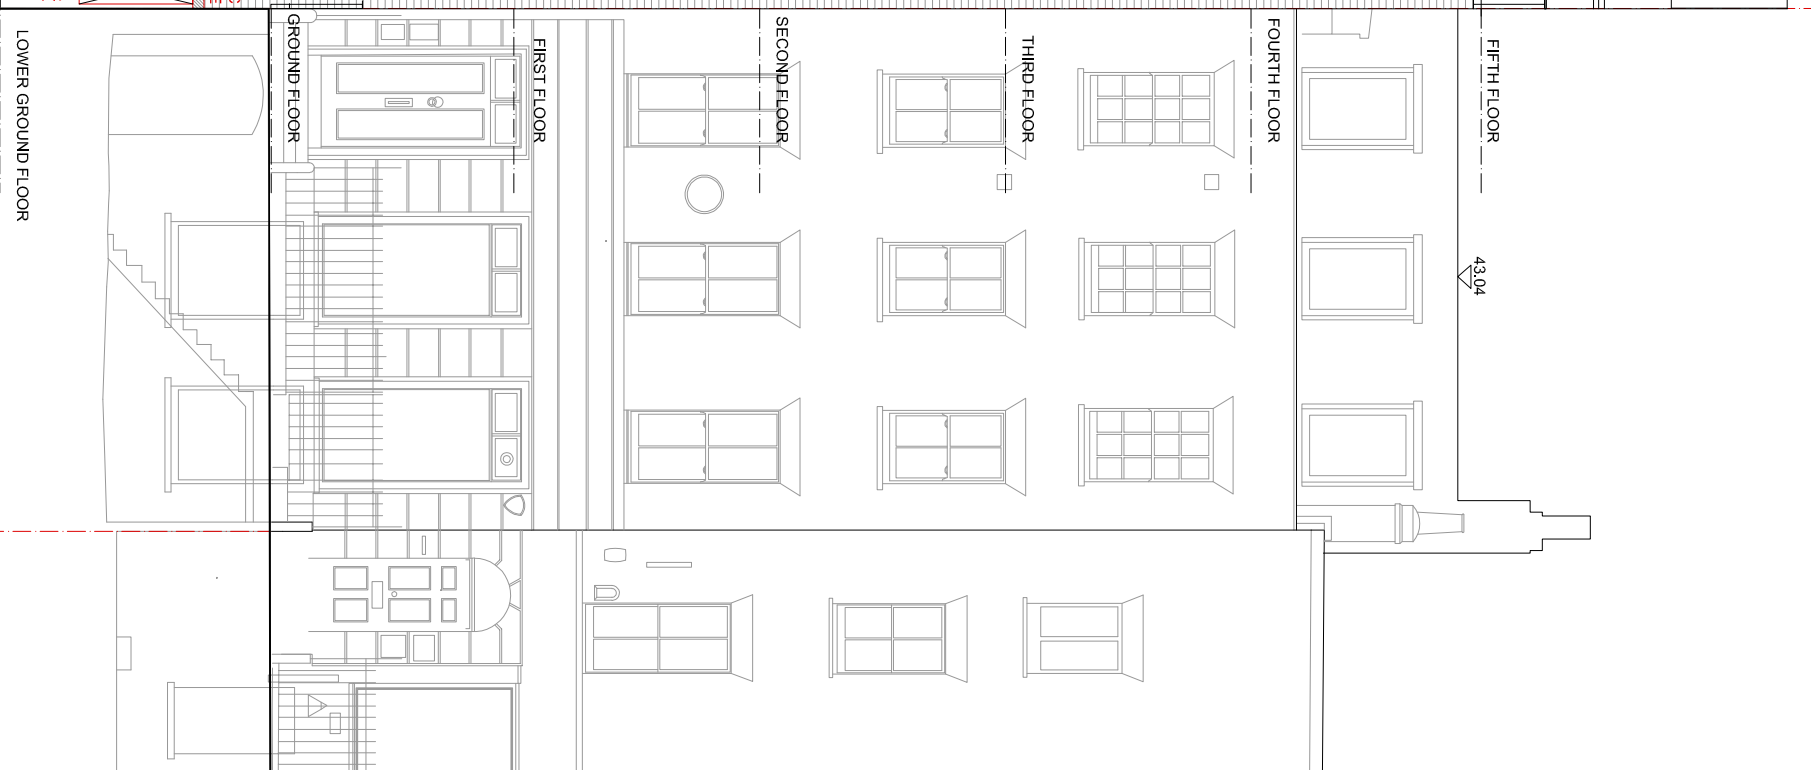 LOWER GROUND FLOOR
GROUND FLOOR
FIRST FLOOR
SECOND FLOOR
THIRD FLOOR
FOURTH FLOOR
FIFTH FLOOR
43.04